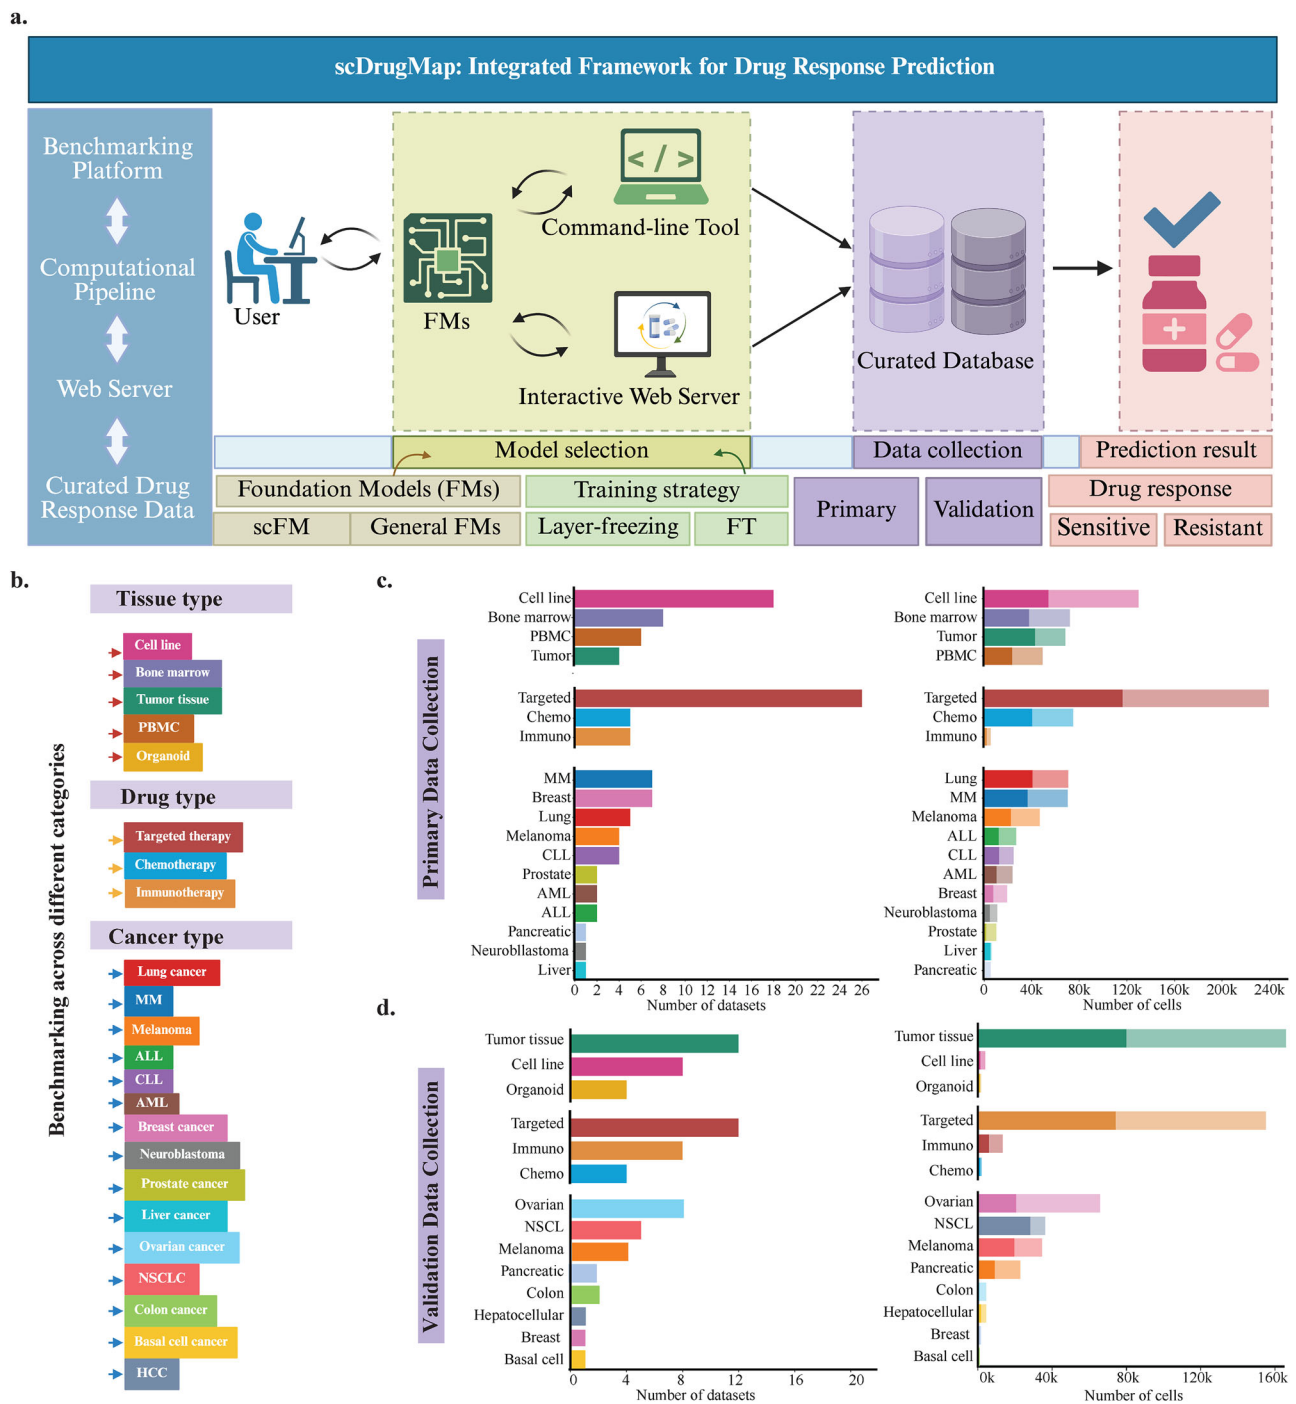 a.
scDrugMap: Integrated Framework for Drug Response Prediction
Benchmarking
Platform
Computational
Pipeline
Web Server
Curated Drug
Response Data
User
FMs
</>
Command-line Tool
Interactive Web Server
Curated Database
Model selection
Data collection
Prediction result
Foundation Models (FMs)
Training strategy
Primary
Validation
Drug response
scFM
General FMs
Layer-freezing
FT
Sensitive
Resistant
b.
Benchmarking across different categories
Tissue type
Cell line
Bone marrow
Tumor tissue
PBMC
Organoid
Drug type
Targeted therapy
Chemotherapy
Immunotherapy
Cancer type
Lung cancer
MM
Melanoma
ALL
CLL
AML
Breast cancer
Neuroblastoma
Prostate cancer
Liver cancer
Ovarian cancer
NSCLC
Colon cancer
Basal cell cancer
HCC
c.
Primary Data Collection
Cell line
Bone marrow
PBMC
Tumor
Targeted
Chemo
Immuno
MM
Breast
Lung
Melanoma
CLL
Prostate
AML
ALL
Pancreatic
Neurobllastoma
Liver
0 2 4 6 8 10 12 14 16 18 20 22 24 26
Number of datasets
Cell line
Bone marrow
Tumor
PBMC
Targeted
Chemo
Immuno
Lung
MM
Melanoma
ALL
CLL
AML
Breast
Neuroblastoma
Prostate
Liver
Pancreatic
0 40k 80k 120k 160k 200k 240k
Number of cells
d.
Validation Data Collection
Tumor tissue
Cell line
Organoid
Targeted
Immuno
Chemo
Ovarian
NSCL
Melanoma
Pancreatic
Colon
Hepatocellular
Breast
Basal cell
0 4 8 12 16 20
Number of datasets
Tumor tissue
Cell line
Organoid
Targeted
Immuno
Chemo
Ovarian
NSCL
Melanoma
Pancreatic
Colon
Hepatocellular
Breast
Basal cell
0k 40k 80k 120k 160k
Number of cells